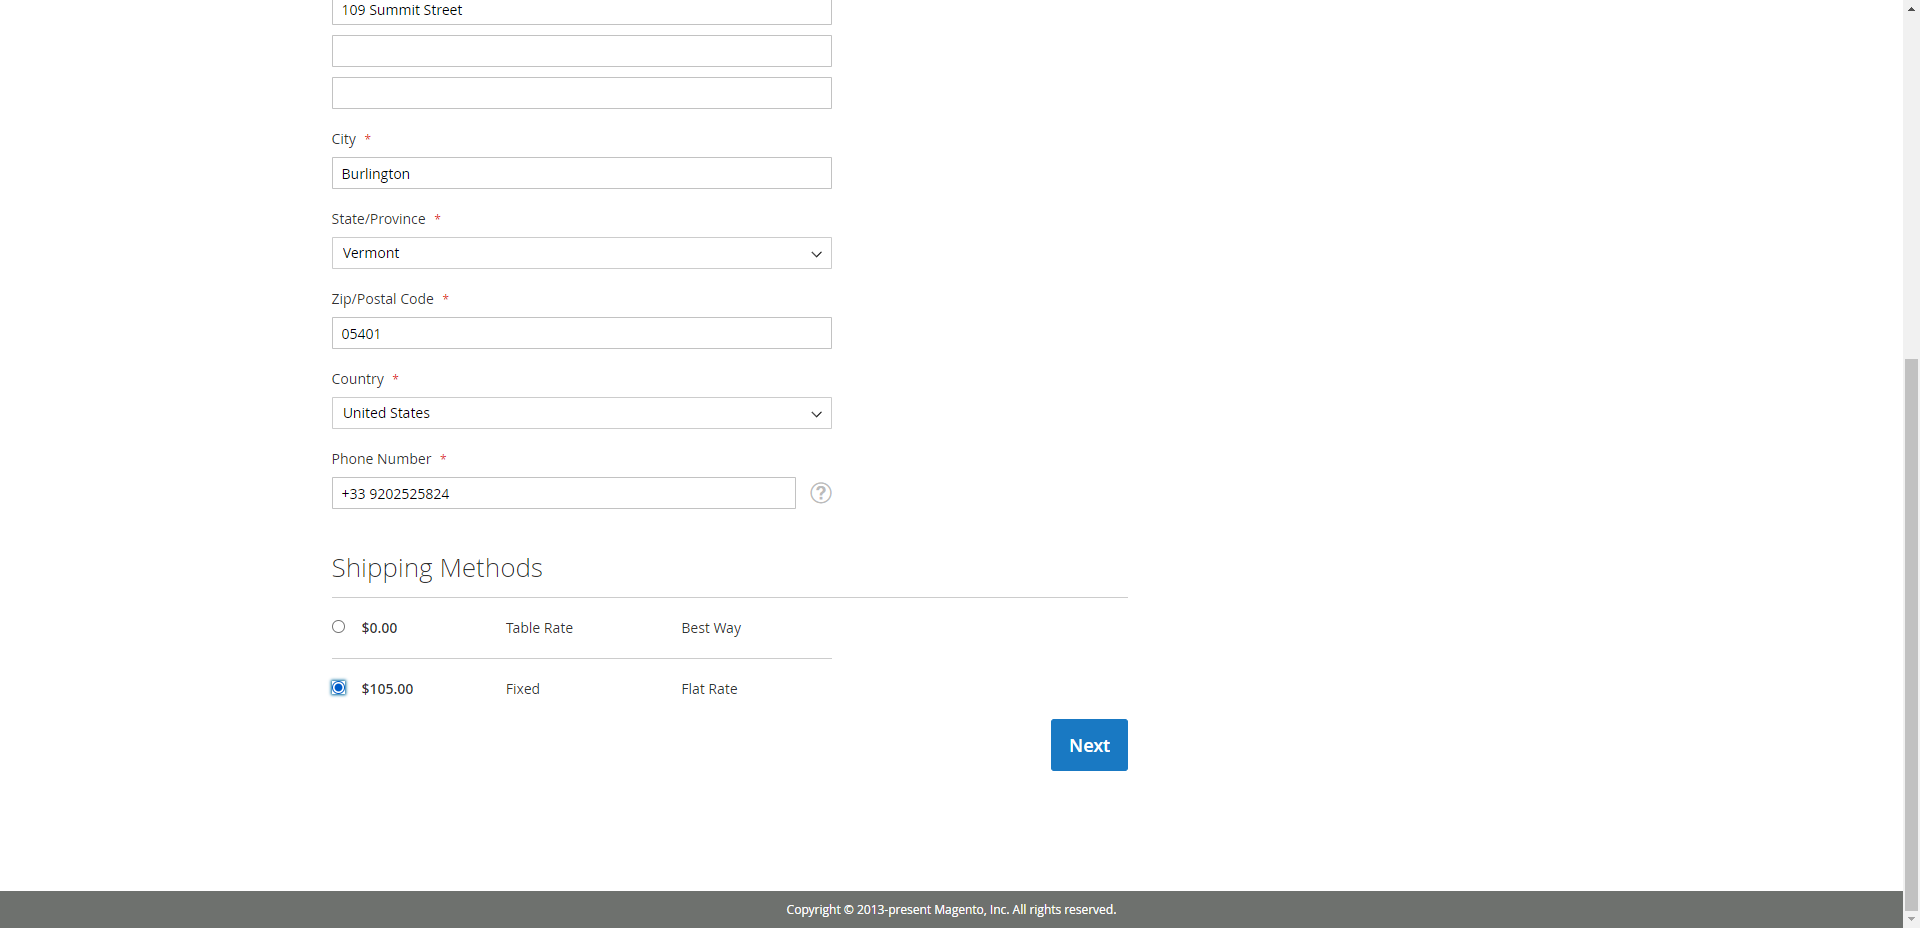 109 Summit Street
City *
Burlington
State/Province *
Vermont
Zip/Postal Code *
05401
Country *
United States
Phone Number *
+33 9202525824
?
Shipping Methods
$0.00 Table Rate Best Way
$105.00 Fixed Flat Rate
Next
Copyright © 2013-present Magento, Inc. All rights reserved.